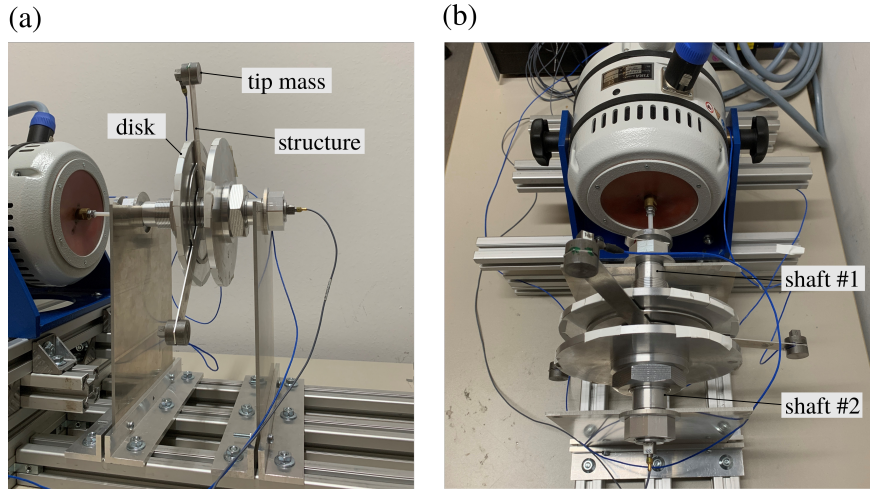 (a)
(b)
tip mass
disk
structure
shaft #1
shaft #2